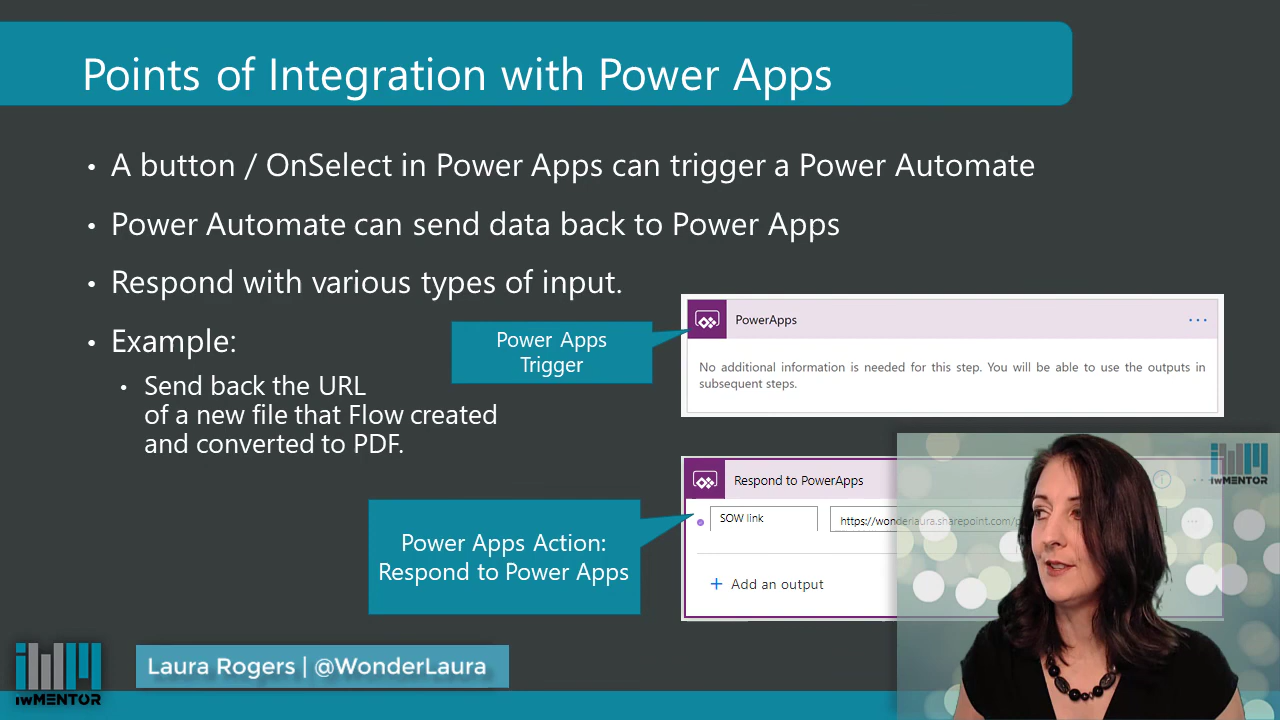 Points of Integration with Power Apps
• A button / OnSelect in Power Apps can trigger a Power Automate
• Power Automate can send data back to Power Apps
• Respond with various types of input.
• Example:
• Send back the URL
of a new file that Flow created
and converted to PDF.
Power Apps
Trigger
PowerApps
No additional information is needed for this step. You will be able to use the outputs in
subsequent steps.
Power Apps Action:
Respond to Power Apps
Respond to PowerApps
SOW link
https://wonderlaura.sharepoint.com/
+ Add an output
iwMENTOR
Laura Rogers | @WonderLaura
iwMENTOR